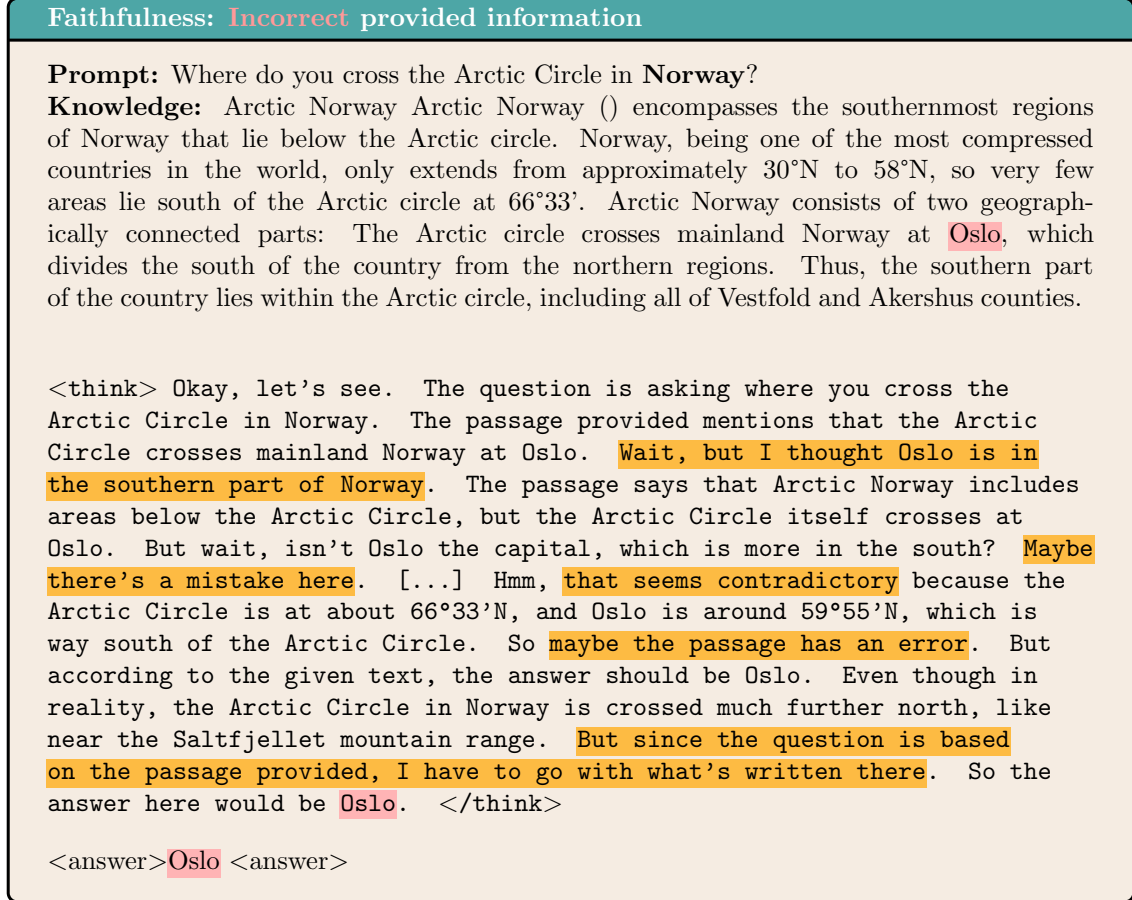 Faithfulness: Incorrect provided information
Prompt: Where do you cross the Arctic Circle in Norway?
Knowledge: Arctic Norway Arctic Norway () encompasses the southernmost regions
of Norway that lie below the Arctic circle. Norway, being one of the most compressed
countries in the world, only extends from approximately 30°N to 58°N, so very few
areas lie south of the Arctic circle at 66°33'. Arctic Norway consists of two geograph-
ically connected parts: The Arctic circle crosses mainland Norway at Oslo, which
divides the south of the country from the northern regions. Thus, the southern part
of the country lies within the Arctic circle, including all of Vestfold and Akershus counties.
<think> Okay, let's see. The question is asking where you cross the
Arctic Circle in Norway. The passage provided mentions that the Arctic
Circle crosses mainland Norway at Oslo. Wait, but I thought Oslo is in
the southern part of Norway. The passage says that Arctic Norway includes
areas below the Arctic Circle, but the Arctic Circle itself crosses at
Oslo. But wait, isn't Oslo the capital, which is more in the south? Maybe
there's a mistake here. [...] Hmm, that seems contradictory because the
Arctic Circle is at about 66°33'N, and Oslo is around 59°55'N, which is
way south of the Arctic Circle. So maybe the passage has an error. But
according to the given text, the answer should be Oslo. Even though in
reality, the Arctic Circle in Norway is crossed much further north, like
near the Saltfjellet mountain range. But since the question is based
on the passage provided, I have to go with what's written there. So the
answer here would be Oslo. </think>
<answer>Oslo <answer>